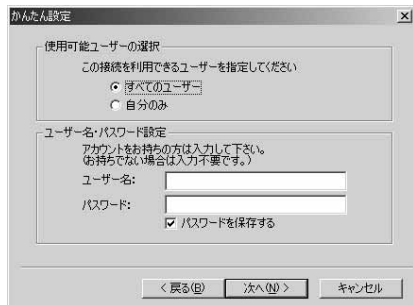 かんたん設定
使用可能ユーザーの選択
この接続を利用できるユーザーを指定してください
すべてのユーザー
自分のみ
ユーザー名・パスワード設定
アカウントをお持ちの方は入力して下さい。
(お持ちでない場合は入力不要です。)
ユーザー名:
パスワード:
パスワードを保存する
< 戻る(B) 次へ(N) > キャンセル